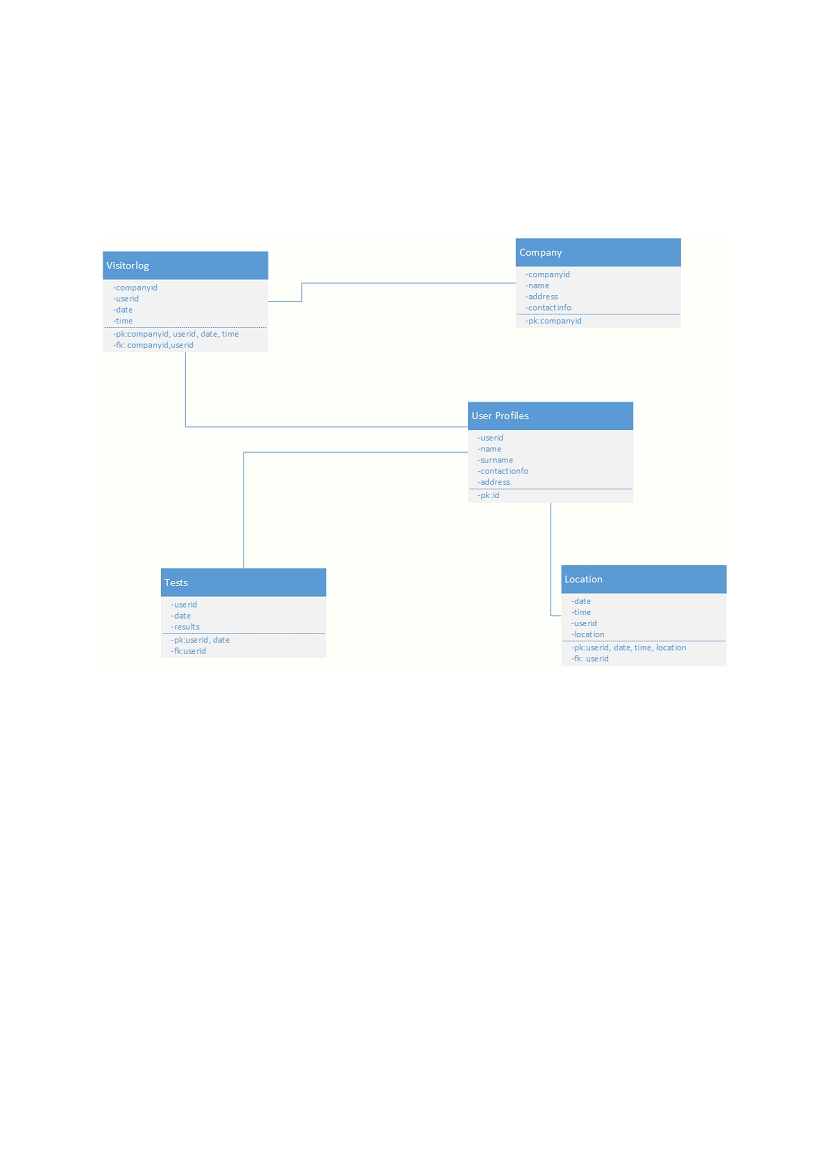 Visitorlog
-companyid
-userid
-date
-time
-pk:companyid, userid, date, time
-fk: companyid,userid
Company
-companyid
-name
-address
-contactinfo
-pk:companyid
User Profiles
-userid
-name
-surname
-contactionfo
-address
-pk:id
Tests
-userid
-date
-results
-pk:userid, date
-fk:userid
Location
-date
-time
-userid
-location
-pk:userid, date, time, location
-fk: userid